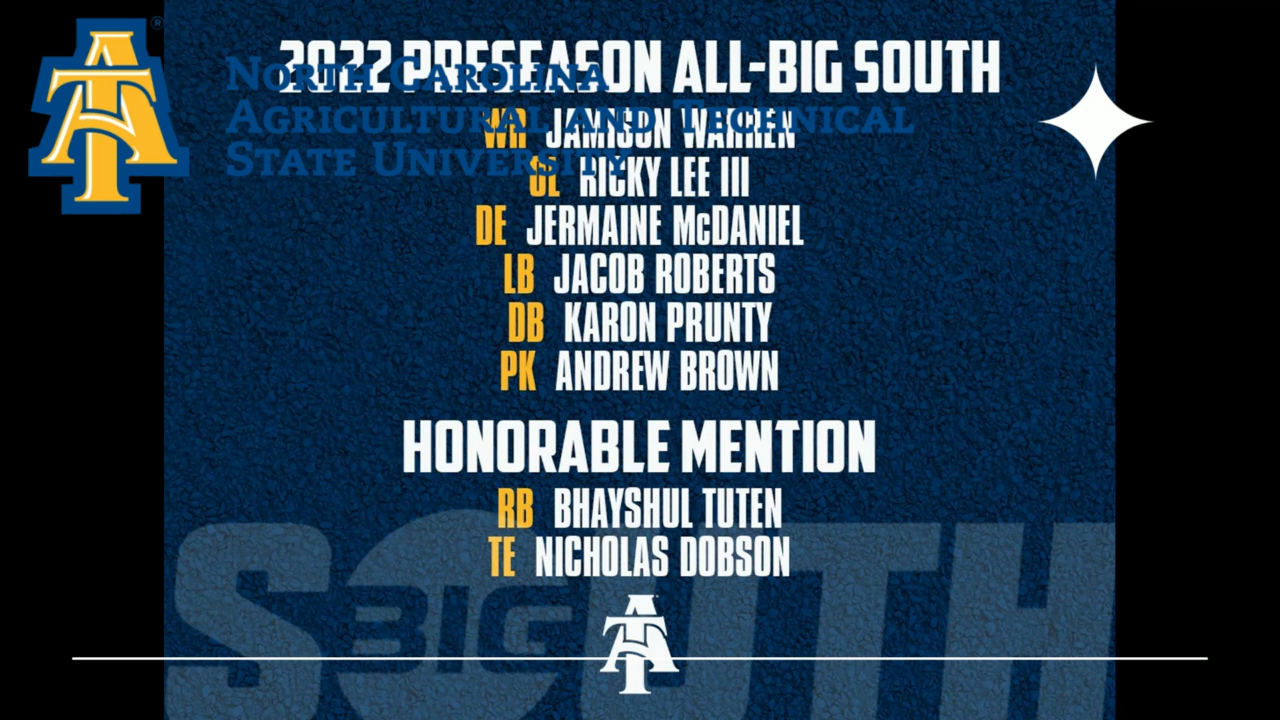 2022 PRESEASON ALL-BIG SOUTH
NORTH CAROLINA
AGRICULTURAL AND TECHNICAL
STATE UNIVERSITY
WR JAMISON WARREN
OL RICKY LEE III
DE JERMAINE McDANIEL
LB JACOB ROBERTS
DB KARON PRUNTY
PK ANDREW BROWN
HONORABLE MENTION
RB BHAYSHUL TUTEN
TE NICHOLAS DOBSON
BIG
SOUTH
AT
AT